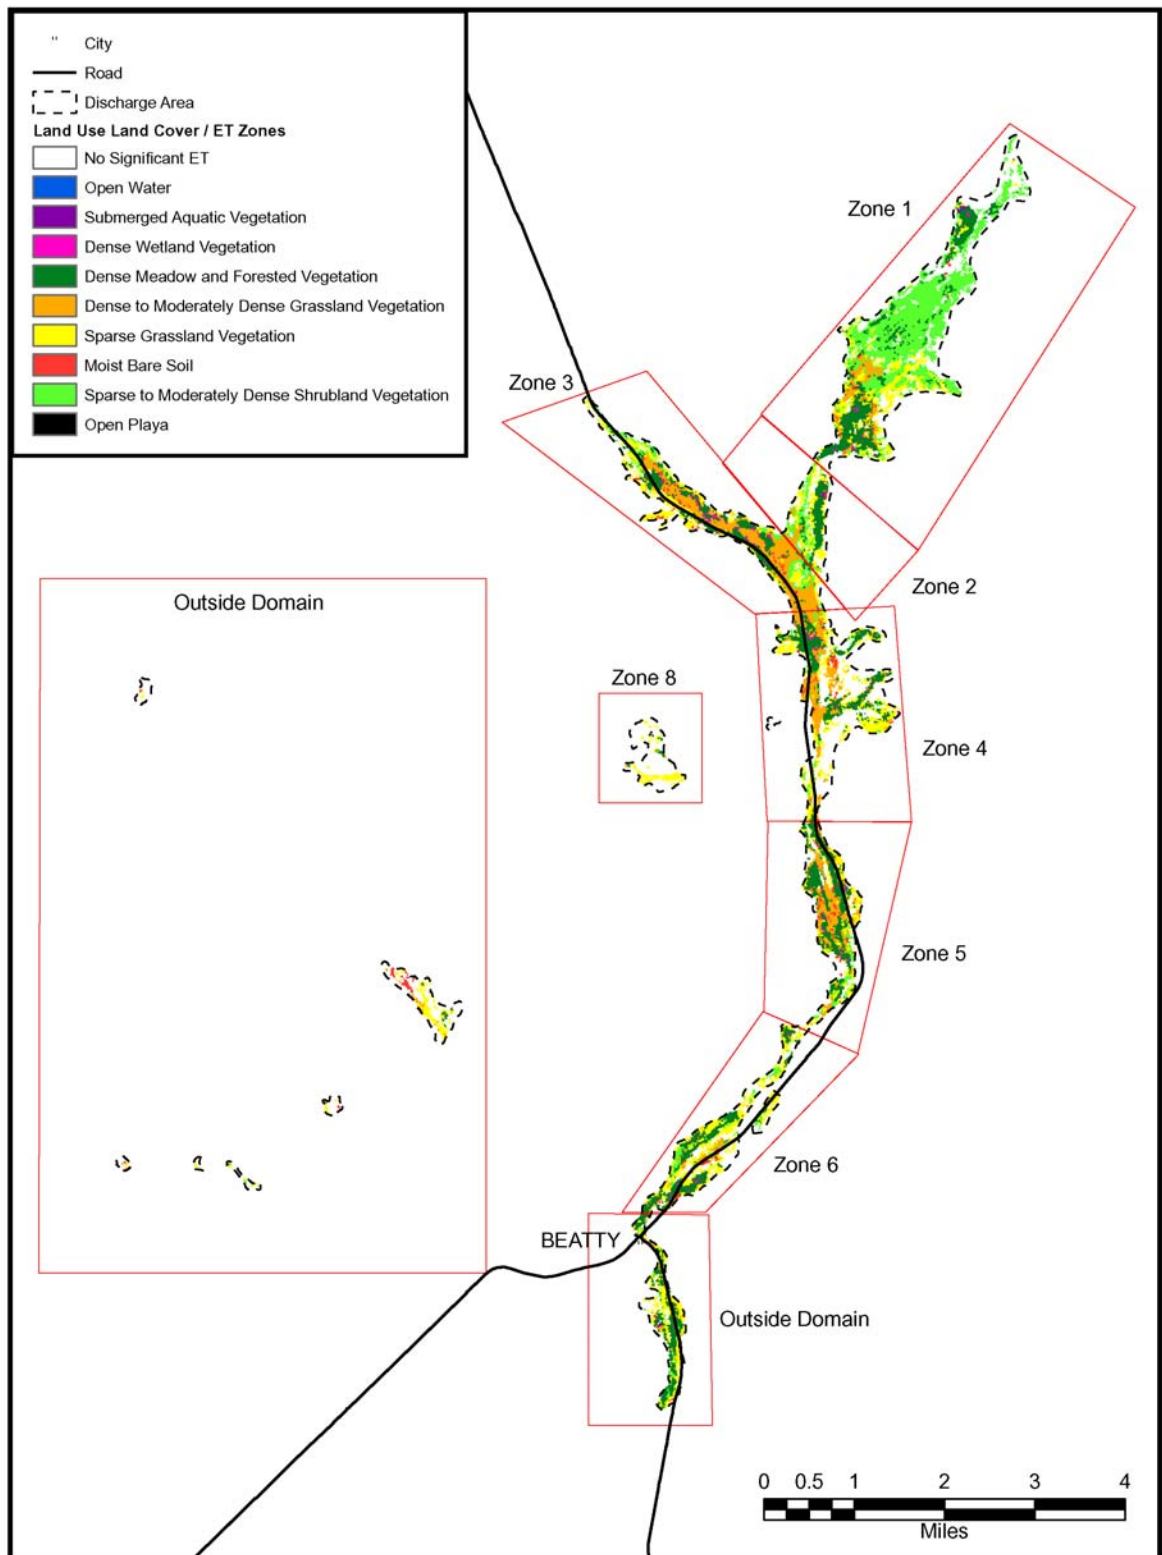 " City
Road
Discharge Area
Land Use Land Cover / ET Zones
No Significant ET
Open Water
Submerged Aquatic Vegetation
Dense Wetland Vegetation
Dense Meadow and Forested Vegetation
Dense to Moderately Dense Grassland Vegetation
Sparse Grassland Vegetation
Moist Bare Soil
Sparse to Moderately Dense Shrubland Vegetation
Open Playa
Zone 1
Zone 3
Zone 2
Outside Domain
Zone 8
Zone 4
Zone 5
Zone 6
BEATTY
Outside Domain
0 0.5 1 2 3 4
Miles